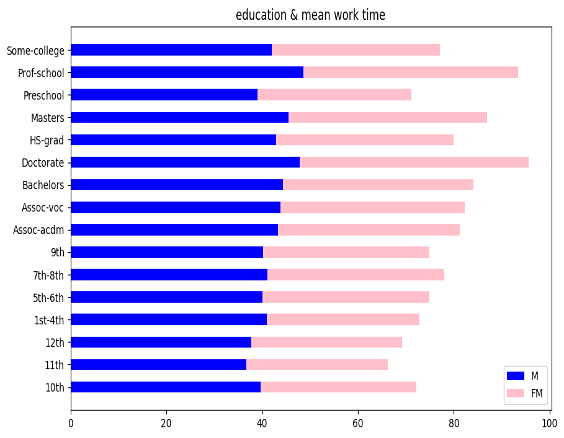 education & mean work time
Some-college
Prof-school
Preschool
Masters
HS-grad
Doctorate
Bachelors
Assoc-voc
Assoc-acdm
9th
7th-8th
5th-6th
1st-4th
12th
11th
10th
M
FM
0 20 40 60 80 100